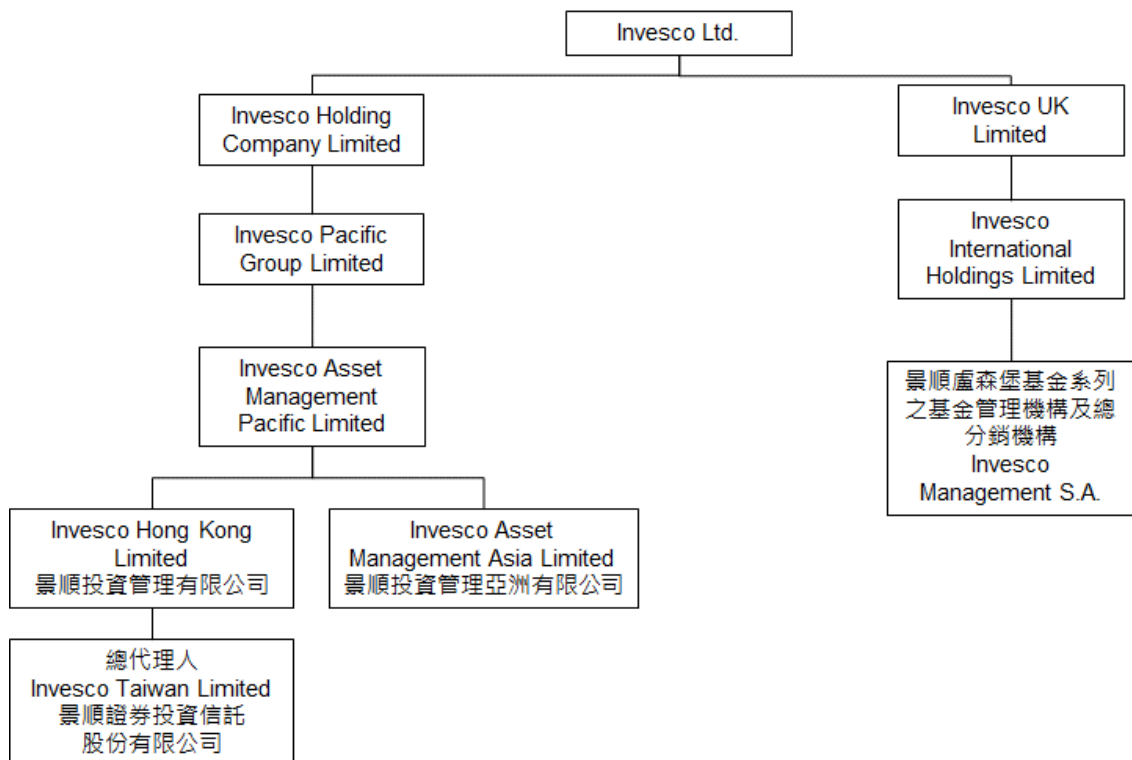 Invesco Ltd.
Invesco Holding
Company Limited
Invesco UK
Limited
Invesco Pacific
Group Limited
Invesco
International
Holdings Limited
Invesco Asset
Management
Pacific Limited
景順盧森堡基金系列
之基金管理機構及總
分銷機構
Invesco
Management S.A.
Invesco Hong Kong
Limited
景順投資管理有限公司
Invesco Asset
Management Asia Limited
景順投資管理亞洲有限公司
總代理人
Invesco Taiwan Limited
景順證券投資信託
股份有限公司